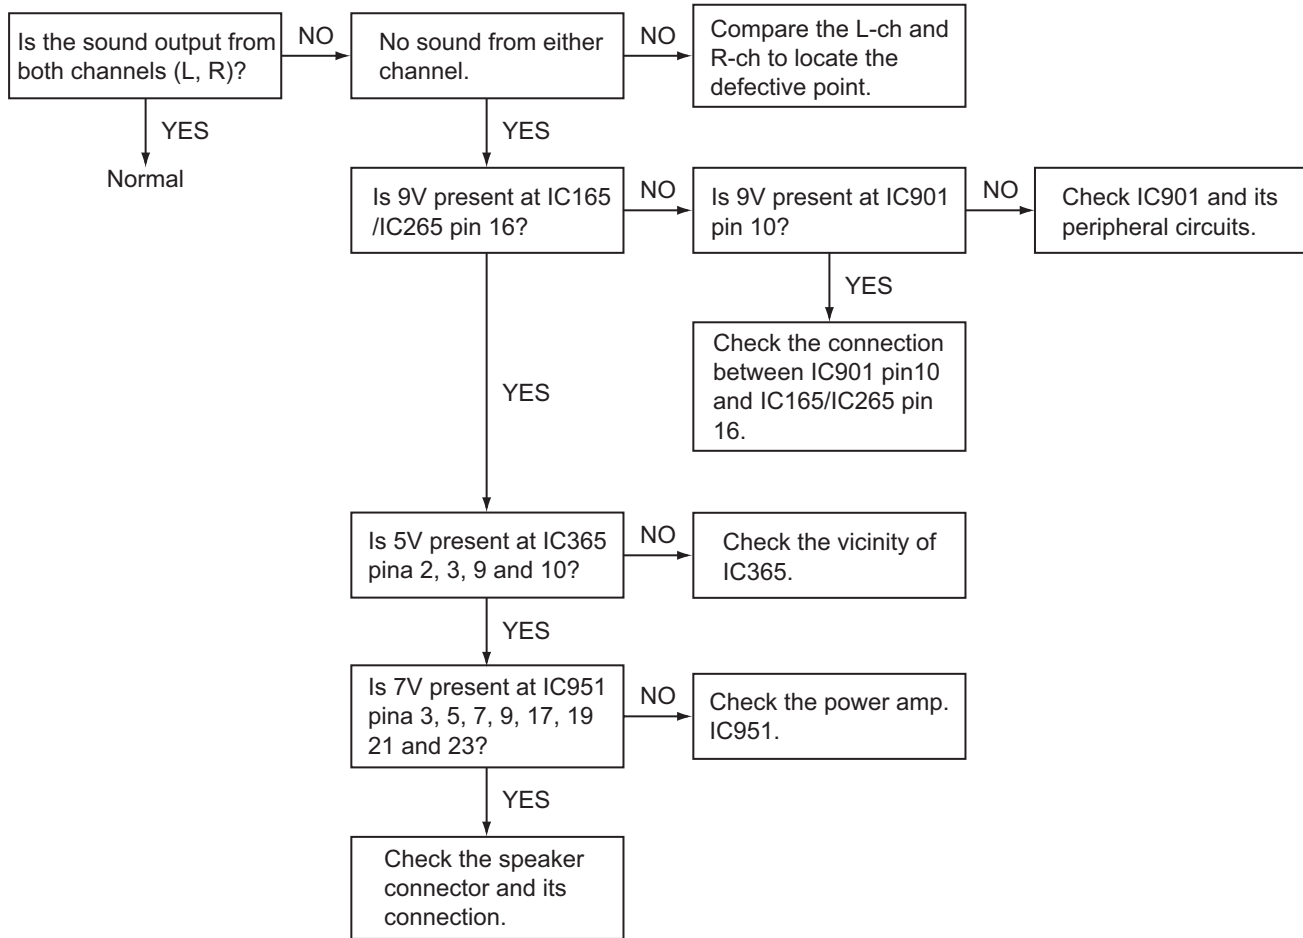 Is the sound output from
both channels (L, R)?
NO
No sound from either
channel.
NO
Compare the L-ch and
R-ch to locate the
defective point.
YES
Normal
YES
Is 9V present at IC165
/IC265 pin 16?
NO
Is 9V present at IC901
pin 10?
NO
Check IC901 and its
peripheral circuits.
YES
Check the connection
between IC901 pin10
and IC165/IC265 pin
16.
YES
Is 5V present at IC365
pina 2, 3, 9 and 10?
NO
Check the vicinity of
IC365.
YES
Is 7V present at IC951
pina 3, 5, 7, 9, 17, 19
21 and 23?
NO
Check the power amp.
IC951.
YES
Check the speaker
connector and its
connection.